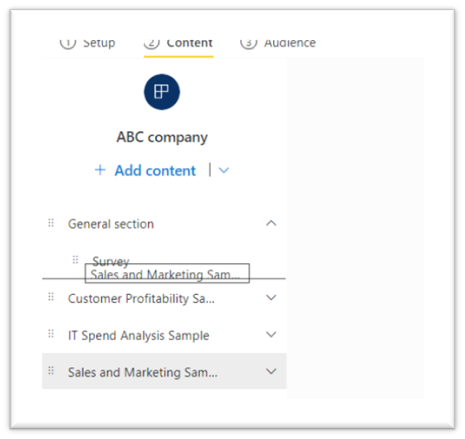 1 Setup 2 Content 3 Audience
ABC company
+ Add content
General section
Survey
Sales and Marketing Sam...
Customer Profitability Sa...
IT Spend Analysis Sample
Sales and Marketing Sam...